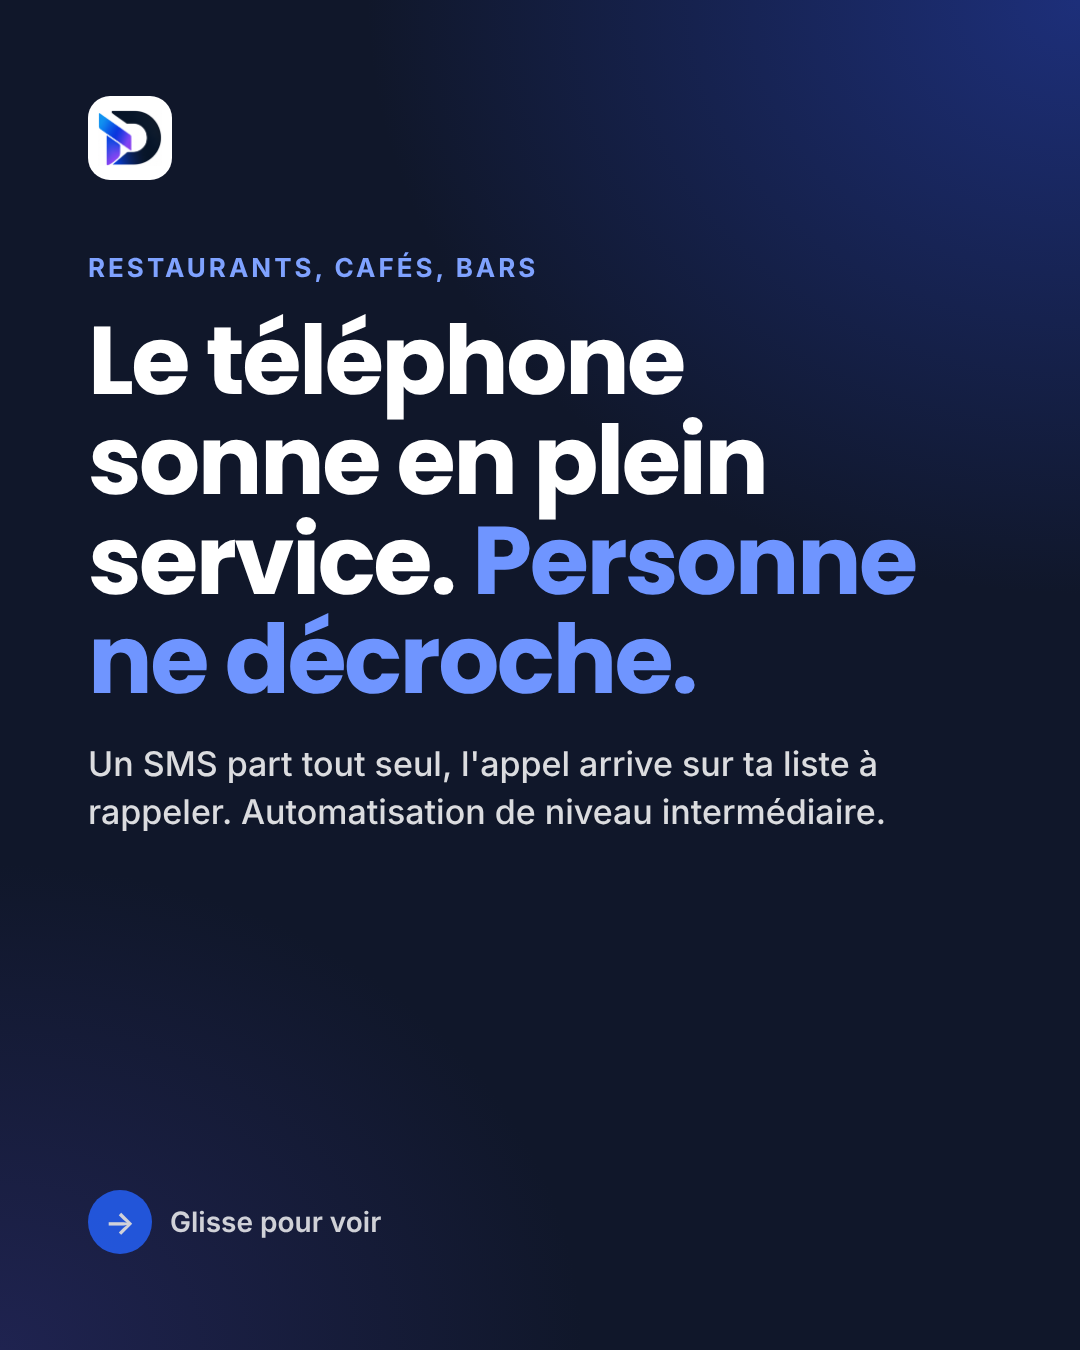 RESTAURANTS, CAFÉS, BARS
Le téléphone
sonne en plein
service. Personne
ne décroche.
Un SMS part tout seul, l'appel arrive sur ta liste à
rappeler. Automatisation de niveau intermédiaire.
Glisse pour voir